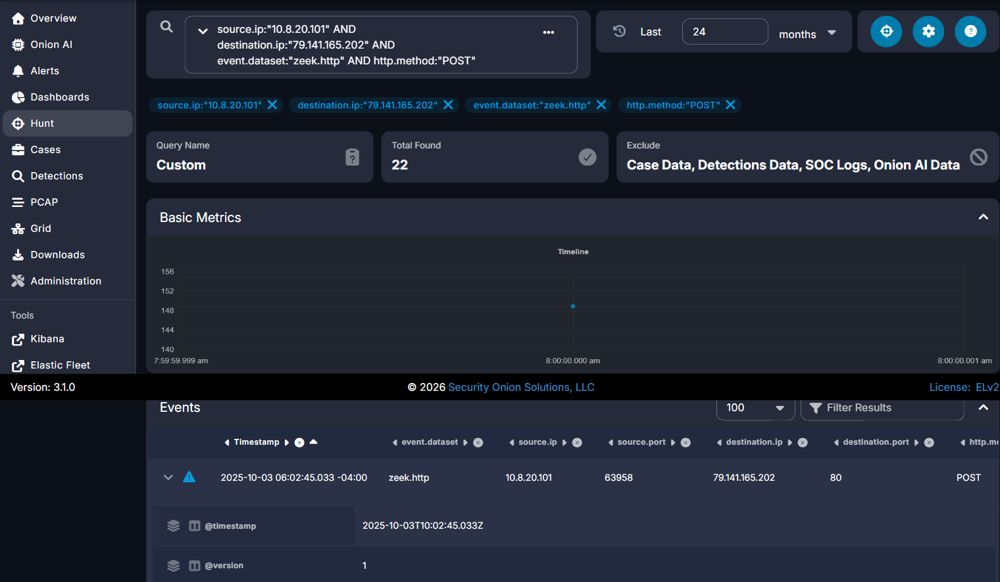 Overview
Onion AI
Alerts
Dashboards
Hunt
Cases
Detections
PCAP
Grid
Downloads
Administration
Tools
Kibana
Elastic Fleet
source.ip:"10.8.20.101" AND
destination.ip:"79.141.165.202" AND
event.dataset:"zeek.http" AND http.method:"POST"
Last 24 months
source.ip:"10.8.20.101" destination.ip:"79.141.165.202" event.dataset:"zeek.http" http.method:"POST"
Query Name
Custom
Total Found
22
Exclude
Case Data, Detections Data, SOC Logs, Onion AI Data
Basic Metrics
Timeline
156
152
148
144
140
7:59:59.999 am 8:00:00.000 am 8:00:00.001 am
Version: 3.1.0 © 2026 Security Onion Solutions, LLC License: ELv2
Events 100 Filter Results
Timestamp event.dataset source.ip source.port destination.ip destination.port http.me
2025-10-03 06:02:45.033 -04:00 zeek.http 10.8.20.101 63958 79.141.165.202 80 POST
@timestamp 2025-10-03T10:02:45.033Z
@version 1